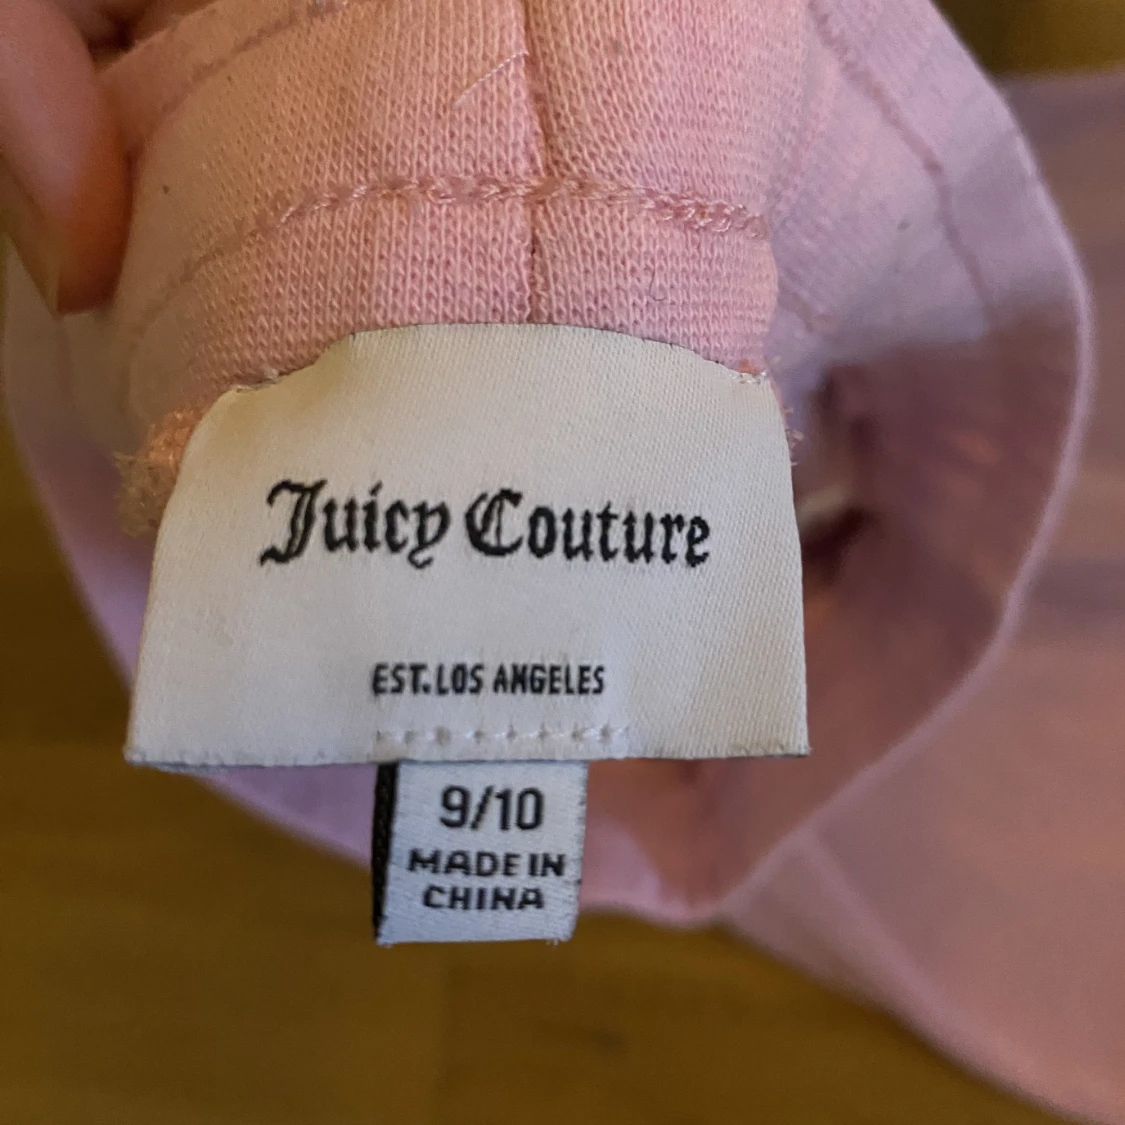 Juicy Couture
EST. LOS ANGELES
9/10
MADE IN
CHINA